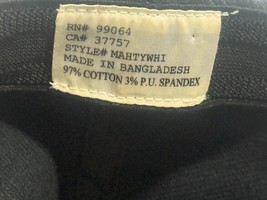 RN# 99064
CA# 37757
STYLE# MAHTYWHI
MADE IN BANGLADESH
97% COTTON 3% P.U. SPANDEX